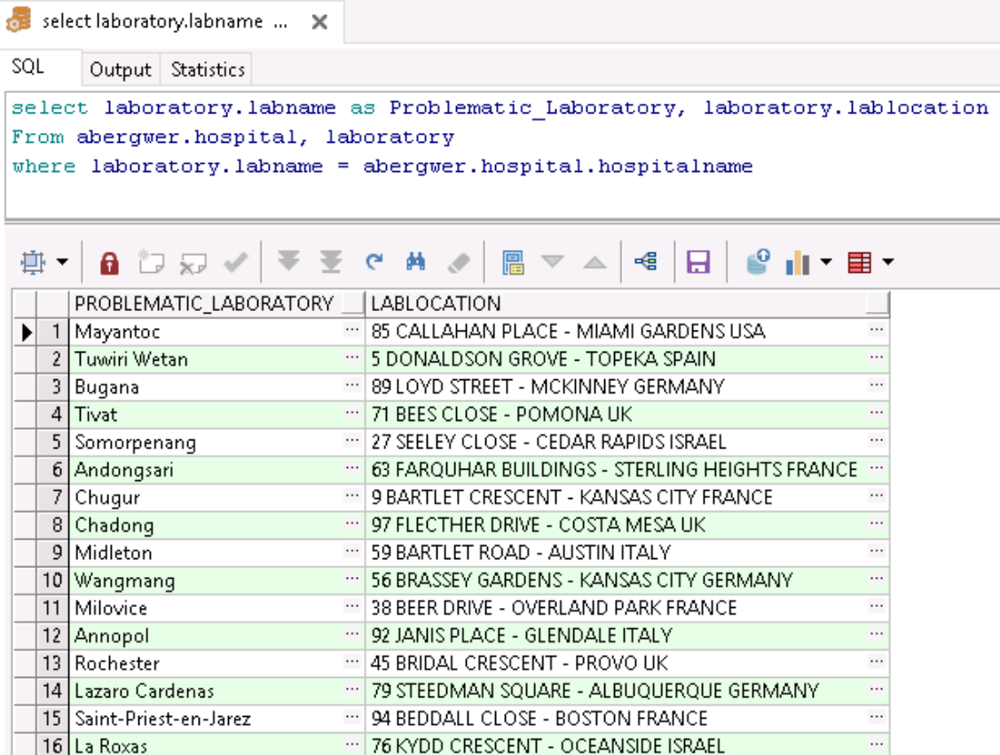 select laboratory.labname ...
SQL Output Statistics
select laboratory.labname as Problematic_Laboratory, laboratory.lablocation
From abergwer.hospital, laboratory
where laboratory.labname = abergwer.hospital.hospitalname
PROBLEMATIC_LABORATORY LABLOCATION
1 Mayantoc ... 85 CALLAHAN PLACE - MIAMI GARDENS USA ...
2 Tuwiri Wetan ... 5 DONALDSON GROVE - TOPEKA SPAIN ...
3 Bugana ... 89 LOYD STREET - MCKINNEY GERMANY ...
4 Tivat ... 71 BEES CLOSE - POMONA UK ...
5 Somorpenang ... 27 SEELEY CLOSE - CEDAR RAPIDS ISRAEL ...
6 Andongsari ... 63 FARQUHAR BUILDINGS - STERLING HEIGHTS FRANCE ...
7 Chugur ... 9 BARTLET CRESCENT - KANSAS CITY FRANCE ...
8 Chadong ... 97 FLECTHER DRIVE - COSTA MESA UK ...
9 Midleton ... 59 BARTLET ROAD - AUSTIN ITALY ...
10 Wangmang ... 56 BRASSEY GARDENS - KANSAS CITY GERMANY ...
11 Milovice ... 38 BEER DRIVE - OVERLAND PARK FRANCE ...
12 Annopol ... 92 JANIS PLACE - GLENDALE ITALY ...
13 Rochester ... 45 BRIDAL CRESCENT - PROVO UK ...
14 Lazaro Cardenas ... 79 STEEDMAN SQUARE - ALBUQUERQUE GERMANY ...
15 Saint-Priest-en-Jarez ... 94 BEDDALL CLOSE - BOSTON FRANCE ...
16 La Roxas ... 76 KYDD CRESCENT - OCEANSIDE ISRAEL ...